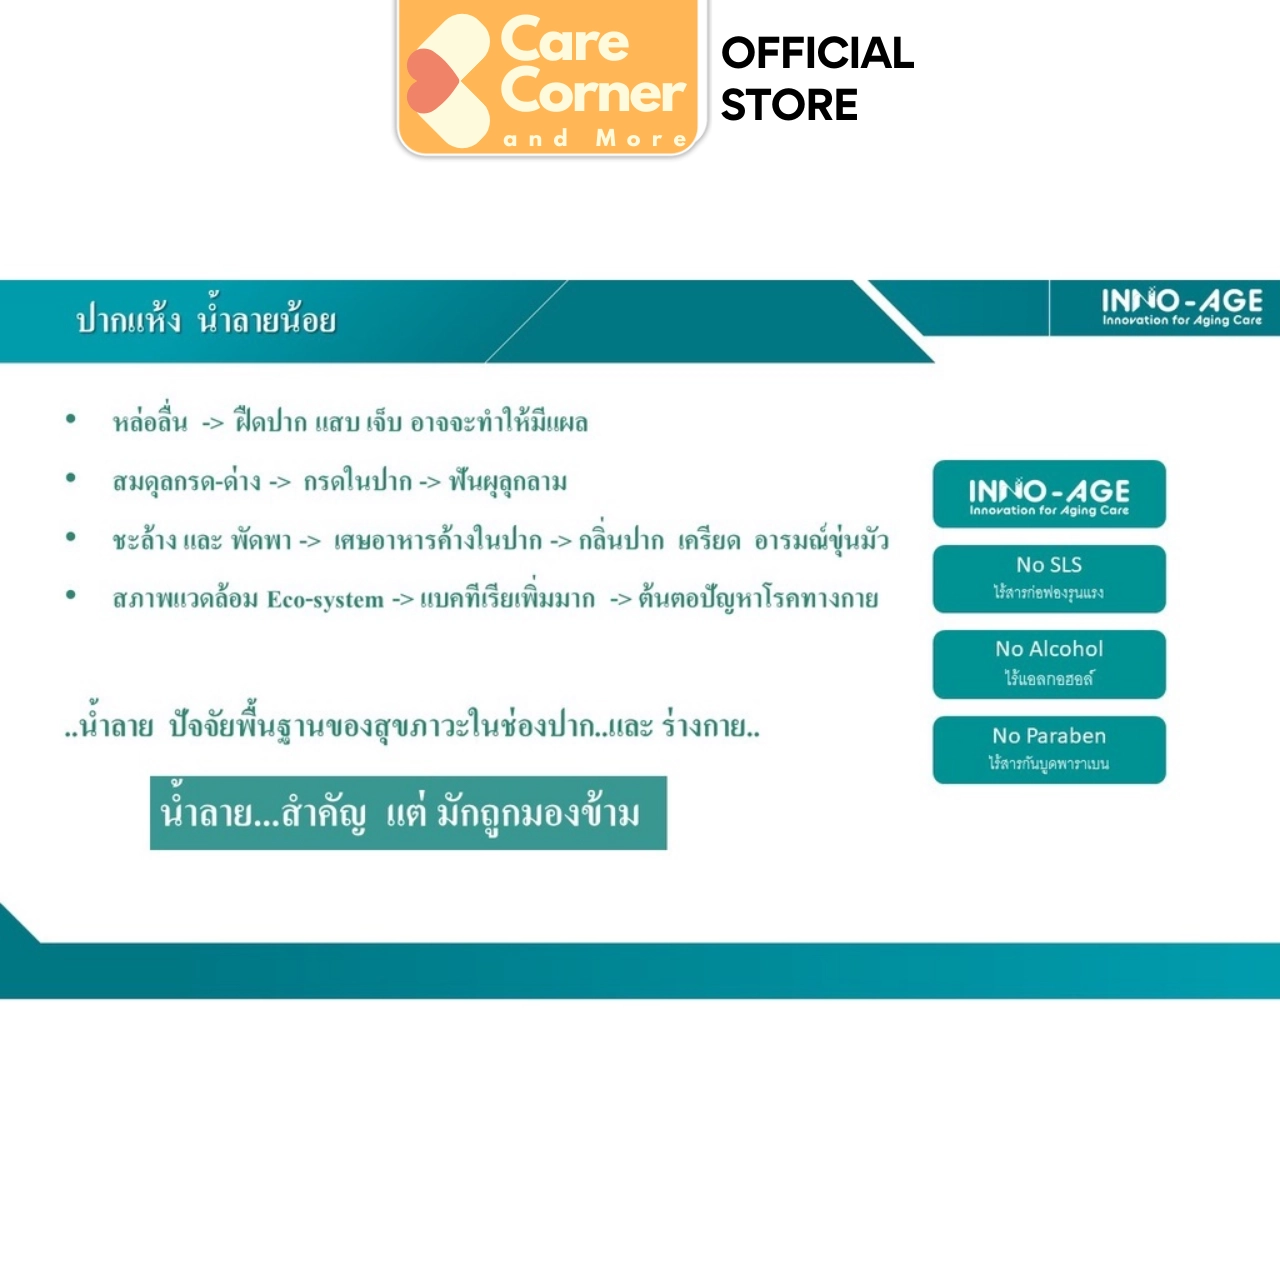 Care
Corner
and More
OFFICIAL
STORE
ปากแห้ง น้ำลายน้อย
INNO-AGE
Innovation for Aging Care
• หล่อลื่น -> ฝืดปาก แสบ เจ็บ อาจจะทำให้มีแผล
• สมดุลกรด-ด่าง -> กรดในปาก -> ฟันผุลุกลาม
• ชะล้าง และ พัดพา -> เศษอาหารค้างในปาก -> กลิ่นปาก เครียด อารมณ์ขุ่นมัว
• สภาพแวดล้อม Eco-system -> แบคทีเรียเพิ่มมาก -> ต้นตอปัญหาโรคทางกาย
..น้ำลาย ปัจจัยพื้นฐานของสุขภาวะในช่องปาก..และ ร่างกาย..
น้ำลาย...สำคัญ แต่ มักถูกมองข้าม
INNO-AGE
Innovation for Aging Care
No SLS
ไร้สารก่อฟองรุนแรง
No Alcohol
ไร้แอลกอฮอล์
No Paraben
ไร้สารกันบูดพาราเบน